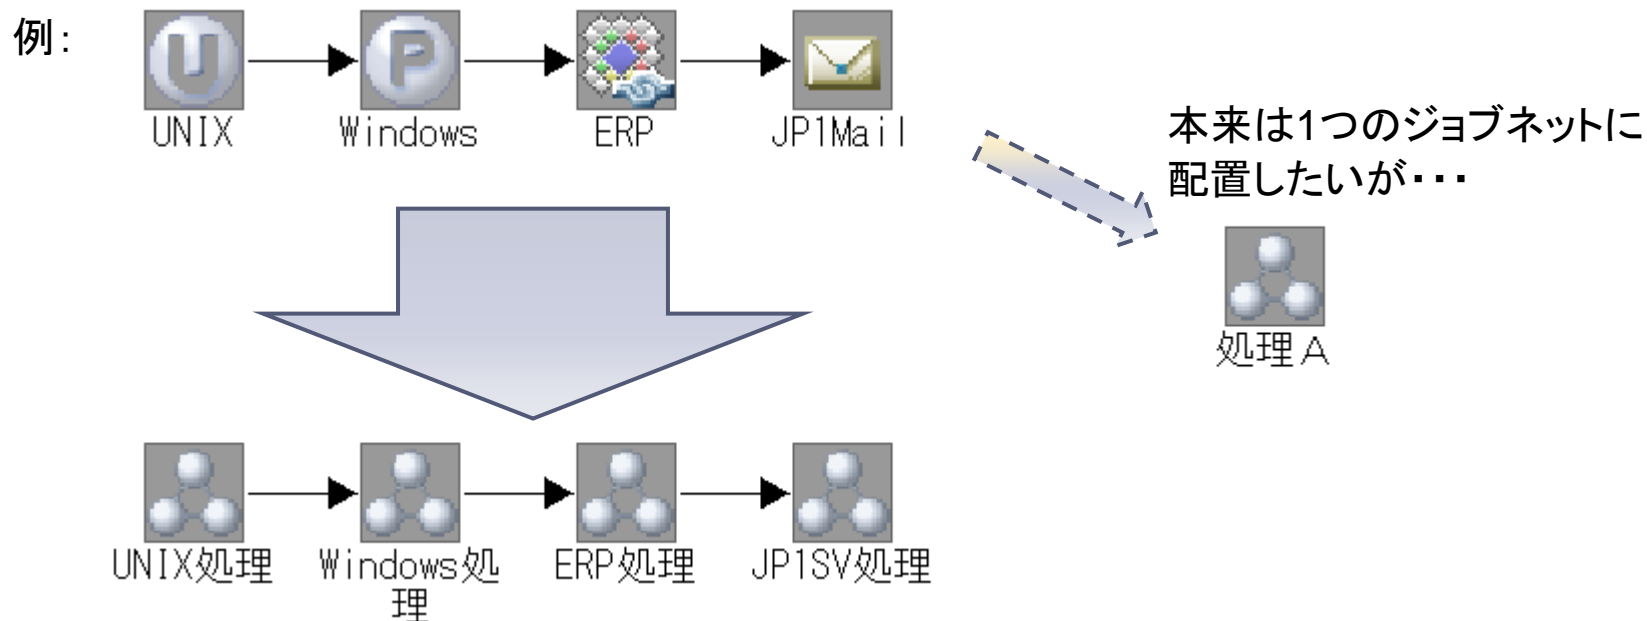 例:
UNIX
Windows
ERP
JP1Mail
本来は1つのジョブネットに
配置したいが・・・
処理A
UNIX処理
Windows処
理
ERP処理
JP1SV処理